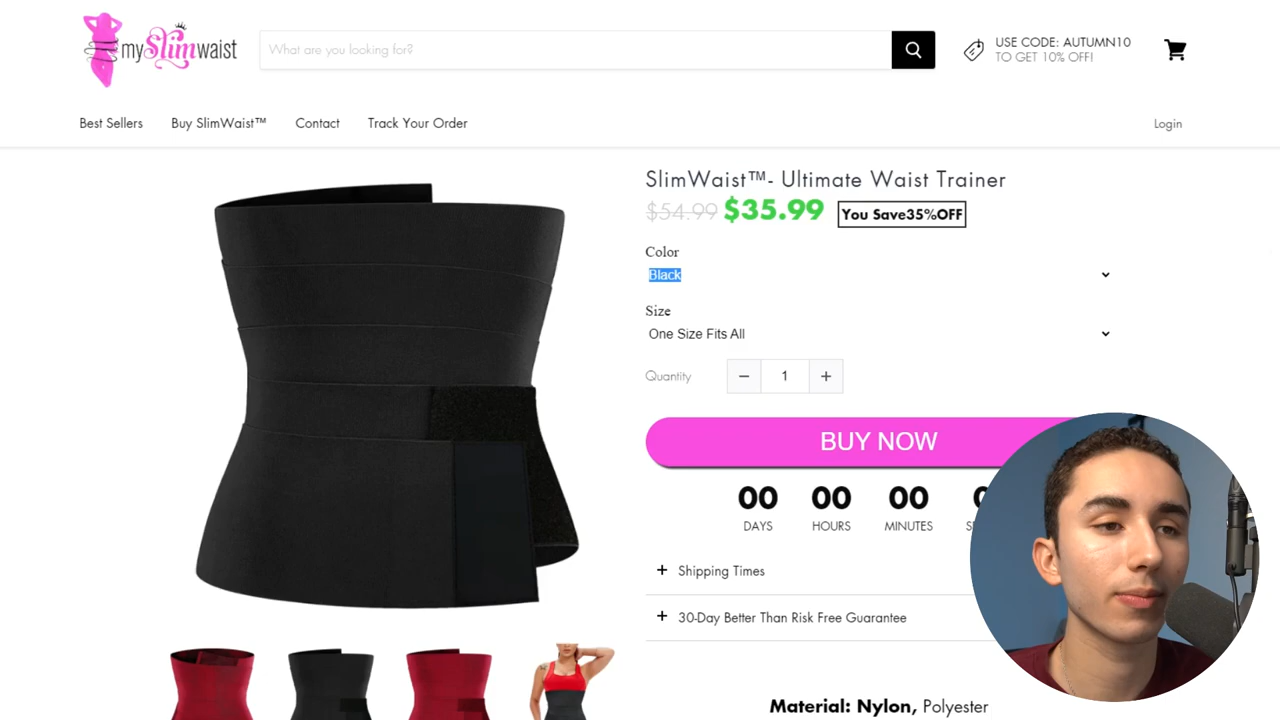 my Slim waist
What are you looking for?
USE CODE: AUTUMN10
TO GET 10% OFF!
Best Sellers
Buy SlimWaist™
Contact
Track Your Order
Login
SlimWaist™- Ultimate Waist Trainer
$54.99 $35.99 You Save35%OFF
Color
Black
Size
One Size Fits All
Quantity
− 1 +
BUY NOW
00 00 00
DAYS HOURS MINUTES
+ Shipping Times
+ 30-Day Better Than Risk Free Guarantee
Material: Nylon, Polyester